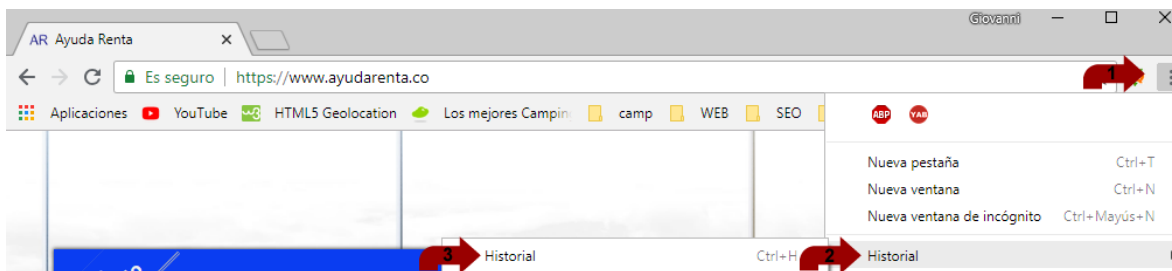 Giovanni
AR Ayuda Renta
Es seguro | https://www.ayudarenta.co
1
Aplicaciones YouTube HTML5 Geolocation Los mejores Camping camp WEB SEO
ABP YAB
Nueva pestaña Ctrl+T
Nueva ventana Ctrl+N
Nueva ventana de incógnito Ctrl+Mayús+N
3 Historial Ctrl+H 2 Historial